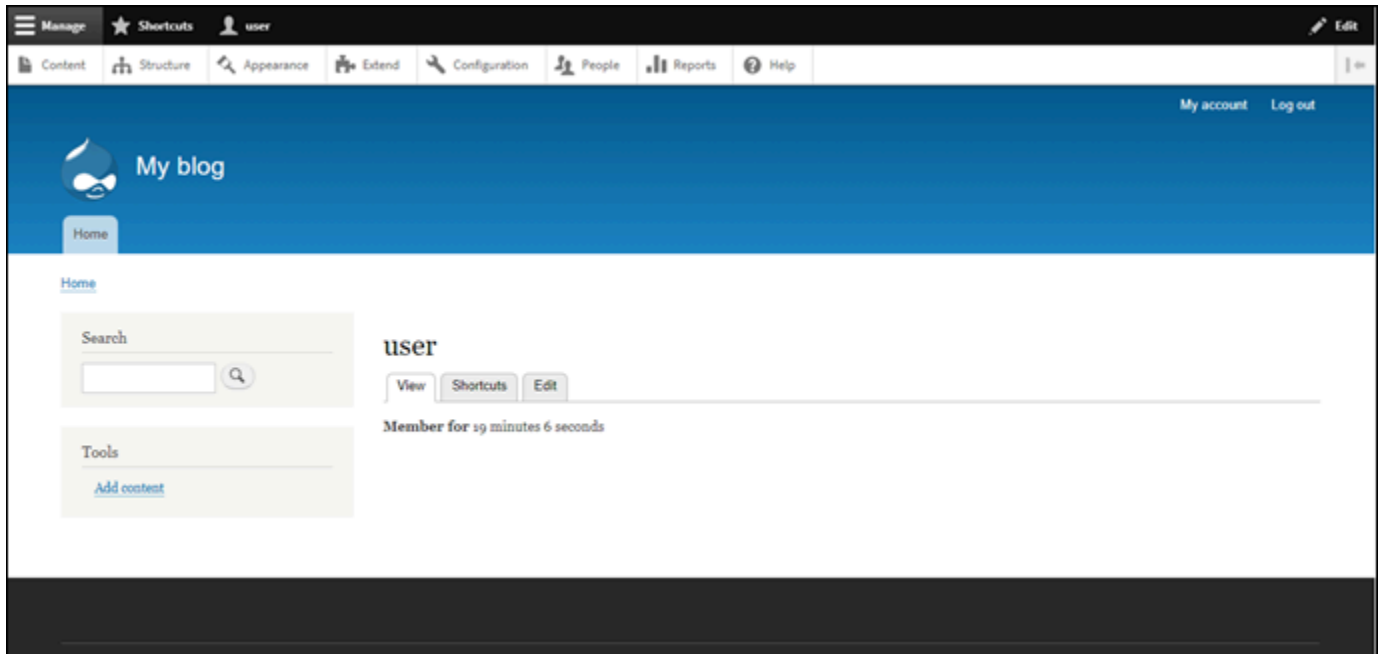 Manage Shortcuts user Edit
Content Structure Appearance Extend Configuration People Reports Help
My account Log out
My blog
Home
Home
Search
Tools
Add content
user
View Shortcuts Edit
Member for 19 minutes 6 seconds